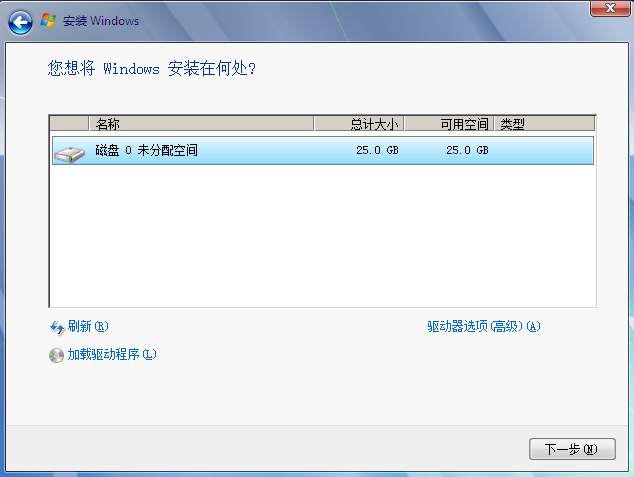 安装 Windows
您想将 Windows 安装在何处?
名称 总计大小 可用空间 类型
磁盘 0 未分配空间 25.0 GB 25.0 GB
刷新(R) 驱动器选项(高级)(A)
加载驱动程序(L)
下一步(N)